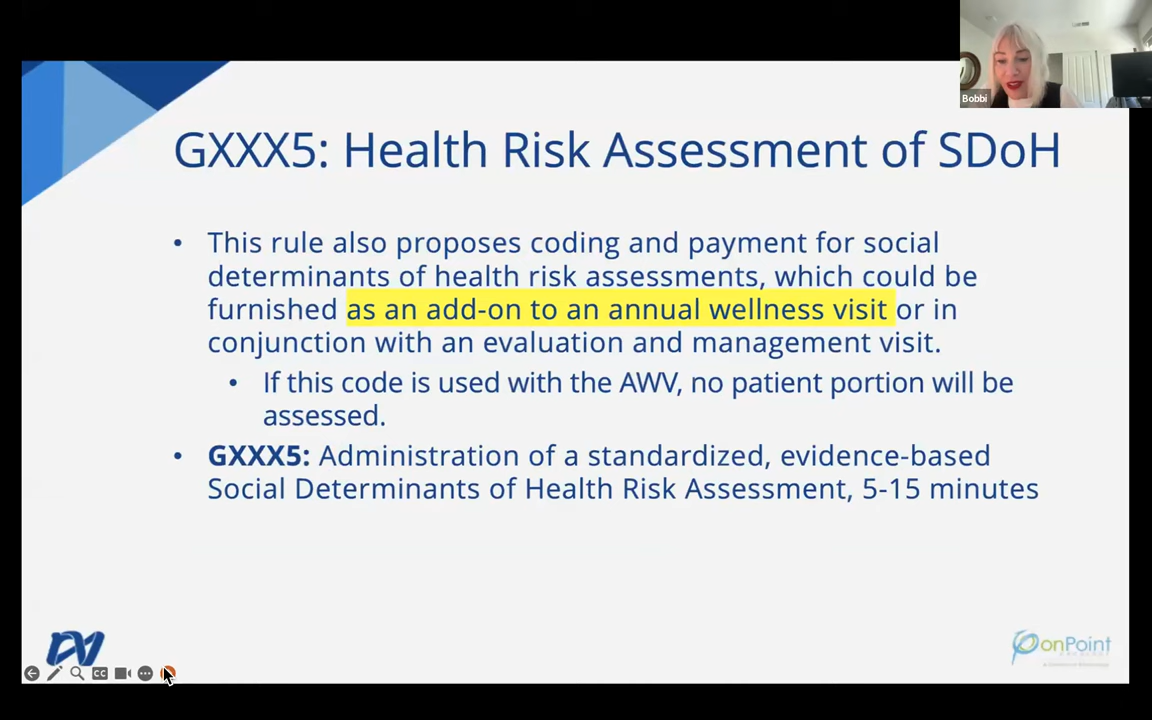 Bobbi
GXXX5: Health Risk Assessment of SDoH
• This rule also proposes coding and payment for social
determinants of health risk assessments, which could be
furnished as an add-on to an annual wellness visit or in
conjunction with an evaluation and management visit.
• If this code is used with the AWV, no patient portion will be
assessed.
• GXXX5: Administration of a standardized, evidence-based
Social Determinants of Health Risk Assessment, 5-15 minutes
CC
onPoint